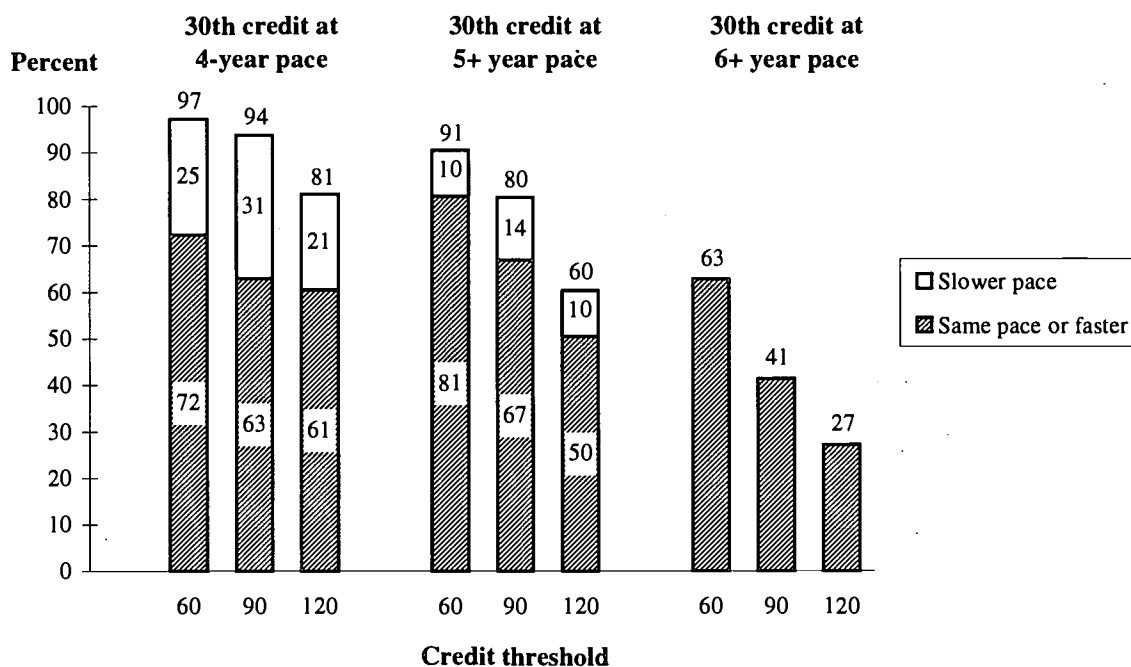 30th credit at 30th credit at 30th credit at
Percent 4-year pace 5+ year pace 6+ year pace
100 97
94
90 91
80 81 80
70
60 60 63
50
40 41
30
20 27
10
0
25 31 21 10 14 10
72 63 61 81 67 50
Slower pace
Same pace or faster
60 90 120 60 90 120 60 90 120
Credit threshold